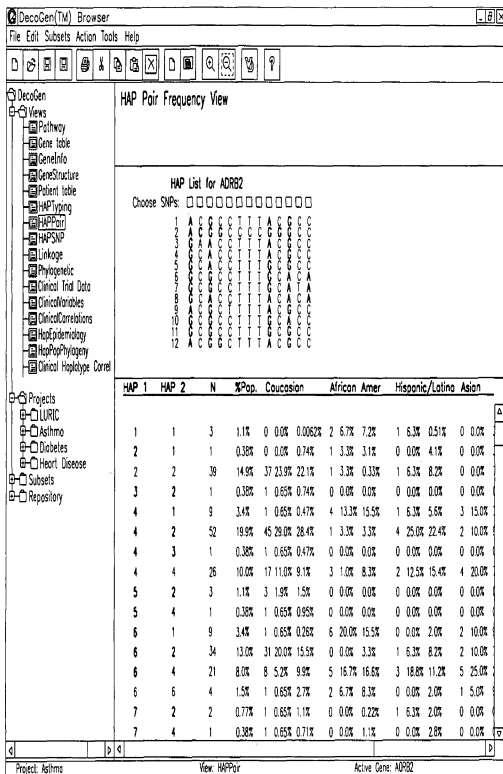 DecoGen(TM) Browser
File Edit Subsets Action Tools Help
DecoGen
Views
Pathway
Gene table
GeneInfo
GeneStructure
Patient table
HAPTyping
HAPPair
HAPSNP
Linkage
Phylogenetic
Clinical Trial Data
ClinicalVariables
ClinicalCorrelations
HapEpidemiology
HapPopPhylogeny
Clinical Haplotype Correl
Projects
LURIC
Asthma
Diabetes
Heart Disease
Subsets
Repository
HAP Pair Frequency View
HAP List for ADRB2
Choose SNPs:
1
2
3
4
5
6
7
8
9
10
11
12
HAP 1 HAP 2 N %Pop. Caucasian African Amer Hispanic/Latino Asian
1 1 3 1.1% 0 0.0% 0.0062% 2 6.7% 7.2% 1 6.3% 0.51% 0 0.0%
2 1 1 0.38% 0 0.0% 0.74% 1 3.3% 3.1% 0 0.0% 4.1% 0 0.0%
2 2 39 14.9% 37 23.9% 22.1% 1 3.3% 0.33% 1 6.3% 8.2% 0 0.0%
3 2 1 0.38% 1 0.65% 0.74% 0 0.0% 0.0% 0 0.0% 0.0% 0 0.0%
4 1 9 3.4% 1 0.65% 0.47% 4 13.3% 15.5% 1 6.3% 5.6% 3 15.0%
4 2 52 19.9% 45 29.0% 28.4% 1 3.3% 3.3% 4 25.0% 22.4% 2 10.0%
4 3 1 0.38% 1 0.65% 0.47% 0 0.0% 0.0% 0 0.0% 0.0% 0 0.0%
4 4 26 10.0% 17 11.0% 9.1% 3 1.0% 8.3% 2 12.5% 15.4% 4 20.0%
5 2 3 1.1% 3 1.9% 1.5% 0 0.0% 0.0% 0 0.0% 0.0% 0 0.0%
5 4 1 0.38% 1 0.65% 0.95% 0 0.0% 0.0% 0 0.0% 0.0% 0 0.0%
6 1 9 3.4% 1 0.65% 0.26% 6 20.0% 15.5% 0 0.0% 2.0% 2 10.0%
6 2 34 13.0% 31 20.0% 15.5% 0 0.0% 3.3% 1 6.3% 8.2% 2 10.0%
6 4 21 8.0% 8 5.2% 9.9% 5 16.7% 16.6% 3 18.8% 11.2% 5 25.0%
6 6 4 1.5% 1 0.65% 2.7% 2 6.7% 8.3% 0 0.0% 2.0% 1 5.0%
7 2 2 0.77% 1 0.65% 1.1% 0 0.0% 0.22% 1 6.3% 2.0% 0 0.0%
7 4 1 0.38% 1 0.65% 0.71% 0 0.0% 1.1% 0 0.0% 2.8% 0 0.0%
Project: Asthma View: HAPPair Active Gene: ADRB2